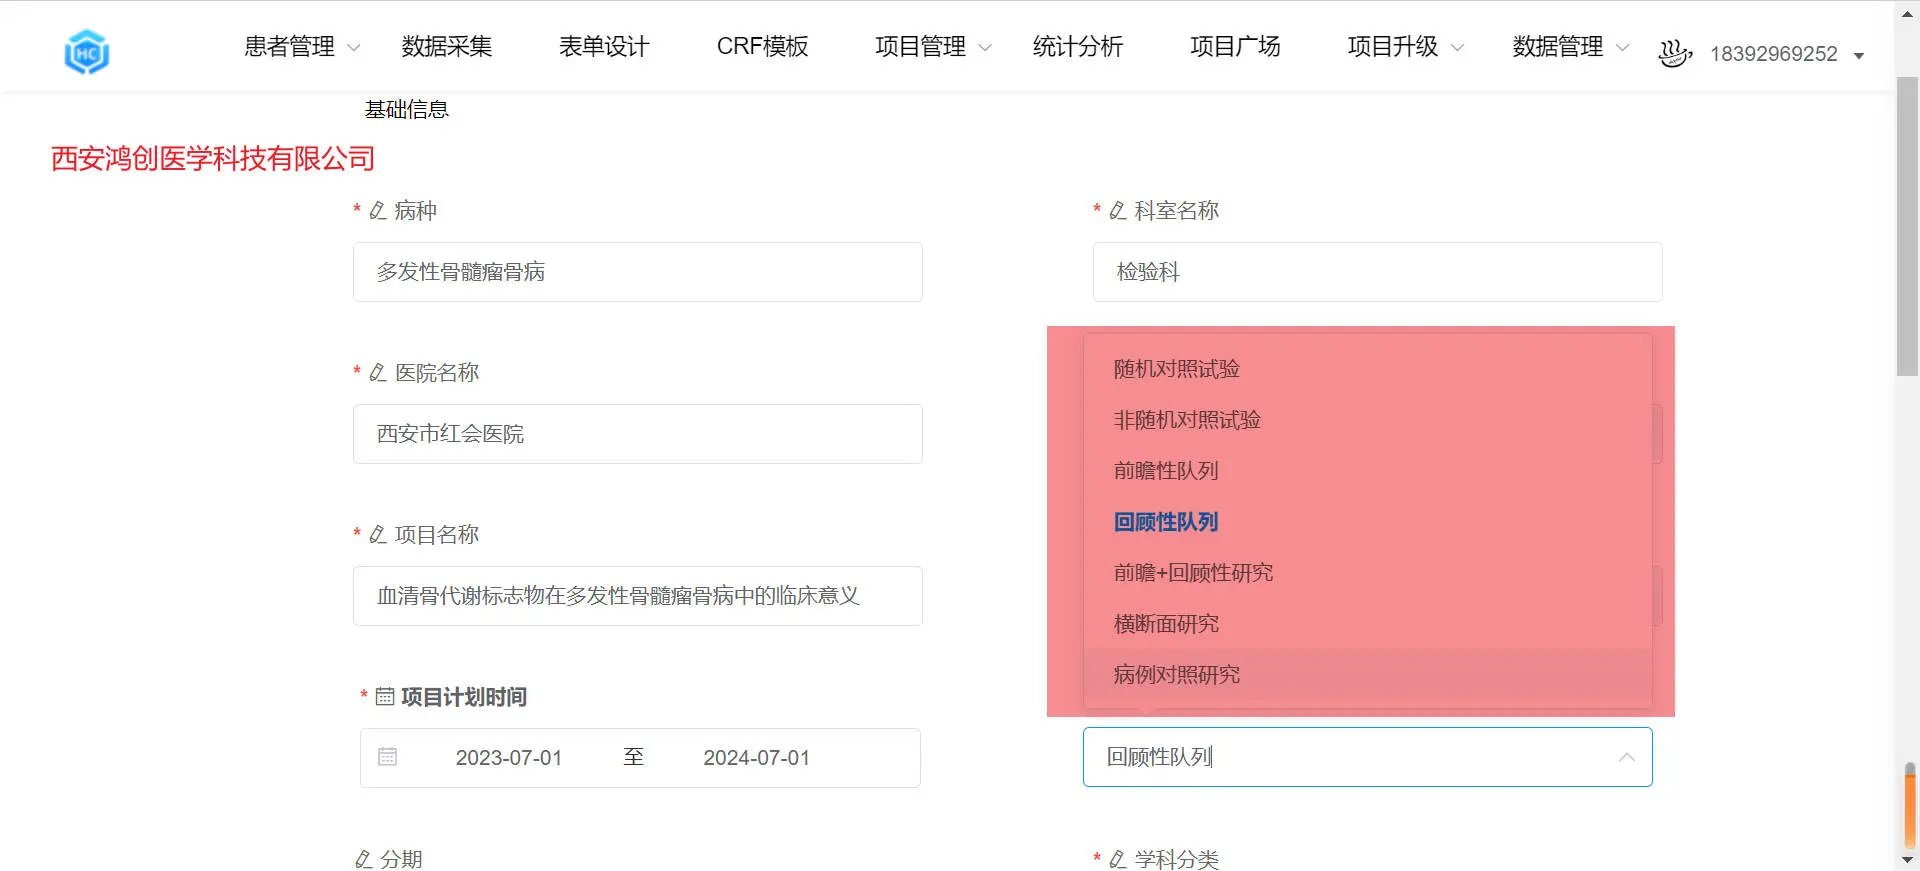 HC
患者管理 数据采集 表单设计 CRF模板 项目管理 统计分析 项目广场 项目升级 数据管理 18392969252
基础信息
西安鸿创医学科技有限公司
* 病种
多发性骨髓瘤骨病
* 科室名称
检验科
* 医院名称
西安市红会医院
* 项目名称
血清骨代谢标志物在多发性骨髓瘤骨病中的临床意义
随机对照试验
非随机对照试验
前瞻性队列
回顾性队列
前瞻+回顾性研究
横断面研究
病例对照研究
* 项目计划时间
2023-07-01 至 2024-07-01
回顾性队列
分期
* 学科分类